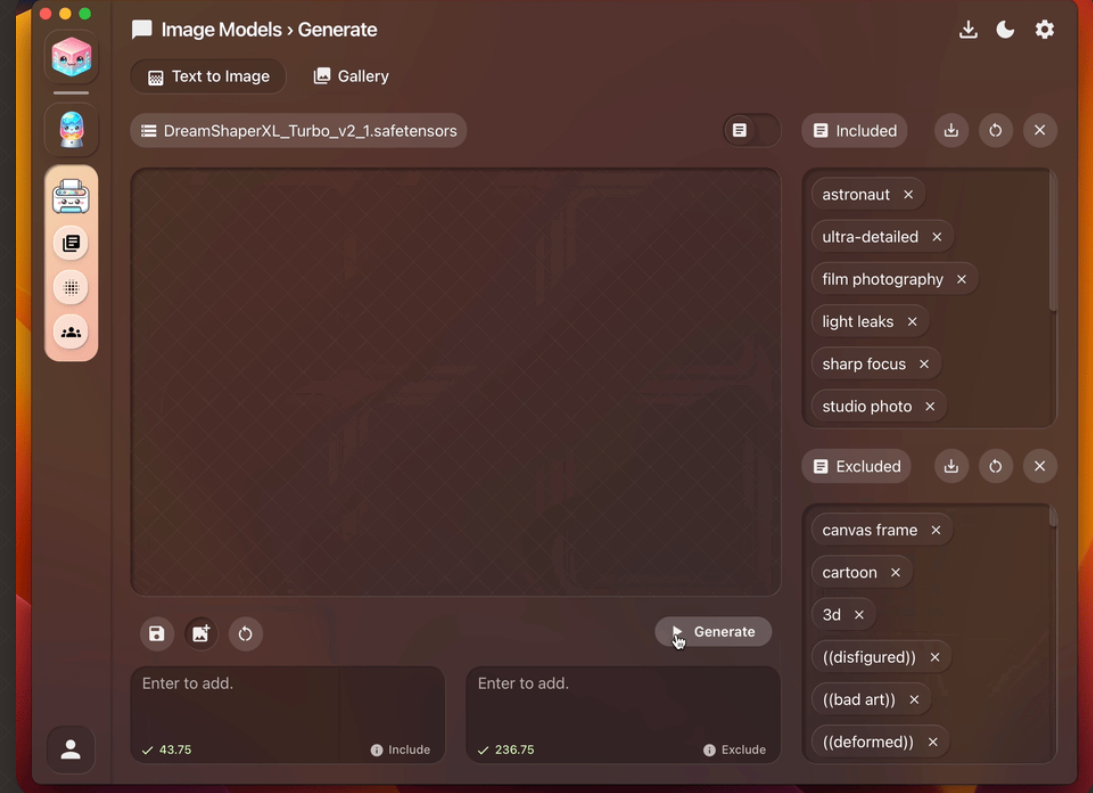 Image Models › Generate
Text to Image
Gallery
DreamShaperXL_Turbo_v2_1.safetensors
Included
astronaut
ultra-detailed
film photography
light leaks
sharp focus
studio photo
Excluded
canvas frame
cartoon
3d
((disfigured))
((bad art))
((deformed))
Generate
Enter to add.
43.75
Include
Enter to add.
236.75
Exclude